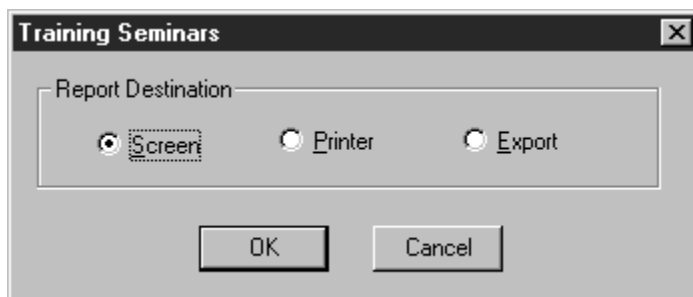 Training Seminars
Report Destination
Screen Printer Export
OK Cancel